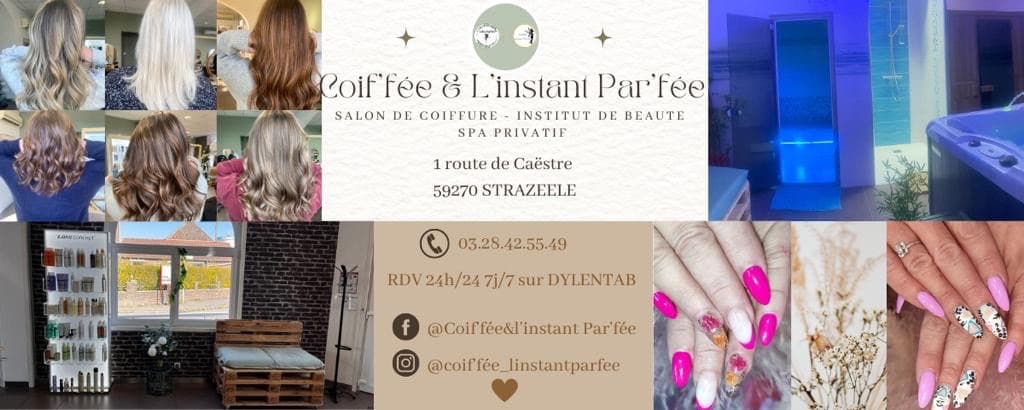 Coif'fée & L'instant Par'fée
SALON DE COIFFURE - INSTITUT DE BEAUTE
SPA PRIVATIF
1 route de Caëstre
59270 STRAZEELE
03.28.42.55.49
RDV 24h/24 7j/7 sur DYLENTAB
@Coif'fée&l'instant Par'fée
@coif'fée_linstantparfee